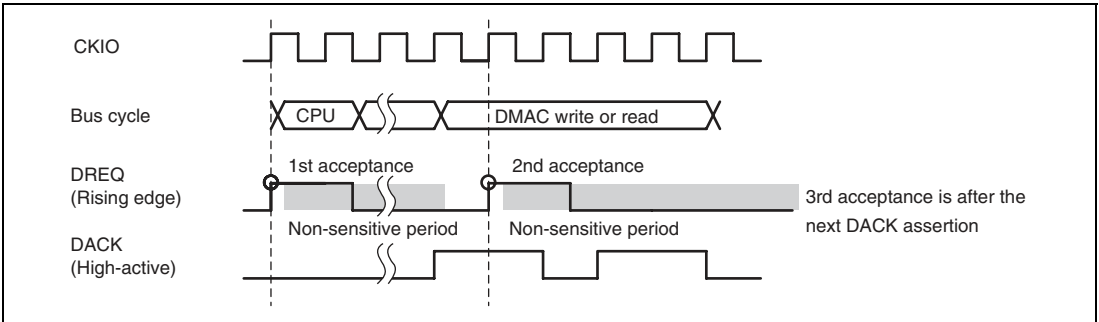 CKIO
Bus cycle
CPU
DMAC write or read
DREQ
(Rising edge)
1st acceptance
2nd acceptance
3rd acceptance is after the
next DACK assertion
Non-sensitive period
Non-sensitive period
DACK
(High-active)